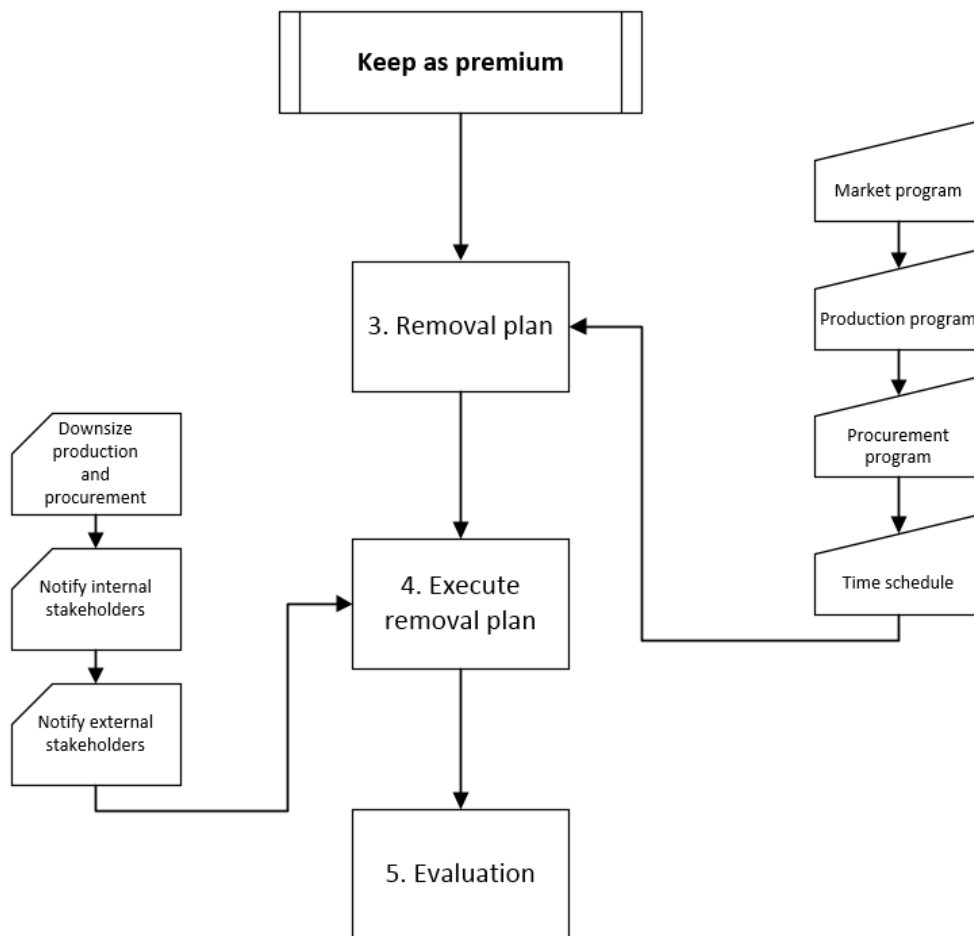 Keep as premium
Market program
Production program
3. Removal plan
Procurement
program
Downsize
production
and
procurement
Time schedule
Notify internal
stakeholders
4. Execute
removal plan
Notify external
stakeholders
5. Evaluation